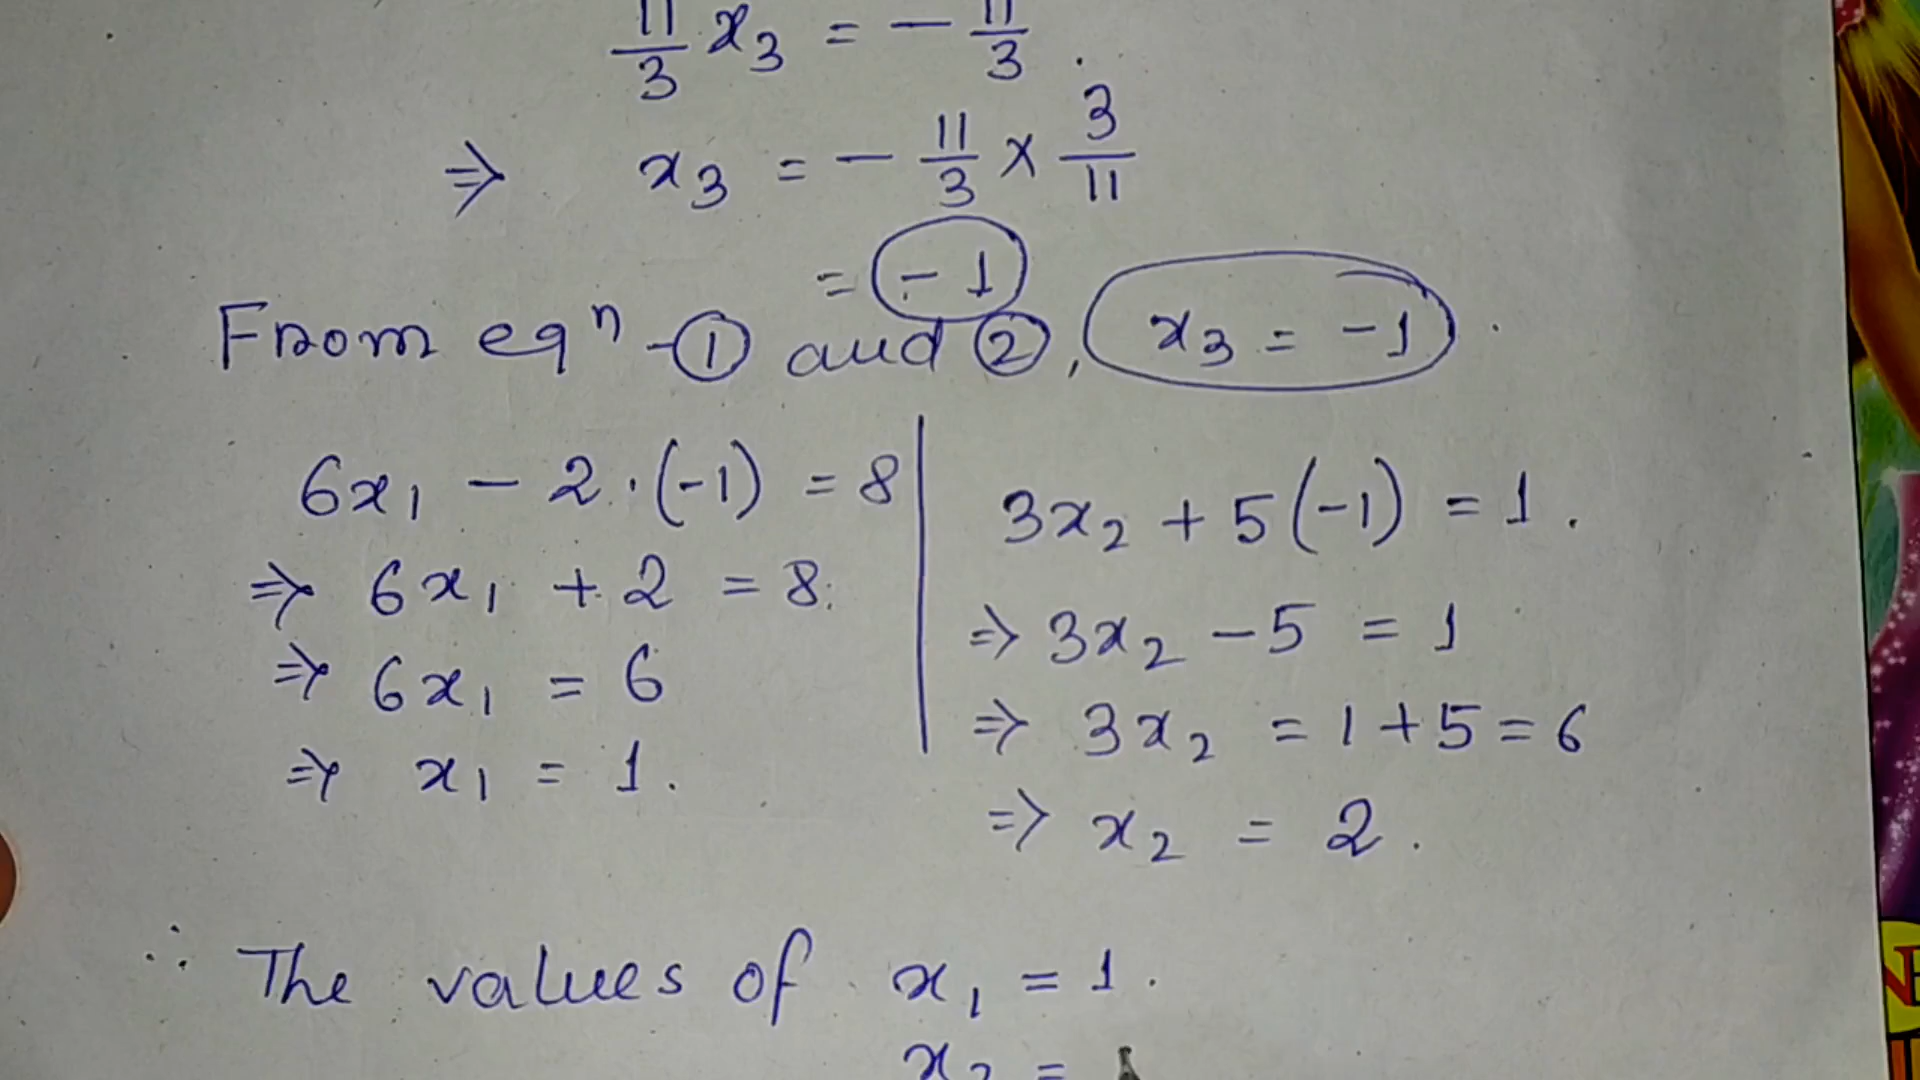 11/3 x₃ = - 11/3 .
⇒ x₃ = - 11/3 × 3/11
= -1
From eqⁿ - ① and ②, x₃ = -1 .
6x₁ - 2 . (-1) = 8
⇒ 6x₁ + 2 = 8.
⇒ 6x₁ = 6
⇒ x₁ = 1.
3x₂ + 5(-1) = 1 .
⇒ 3x₂ - 5 = 1
⇒ 3x₂ = 1 + 5 = 6
⇒ x₂ = 2 .
∴ The values of x₁ = 1 .
x₂ =